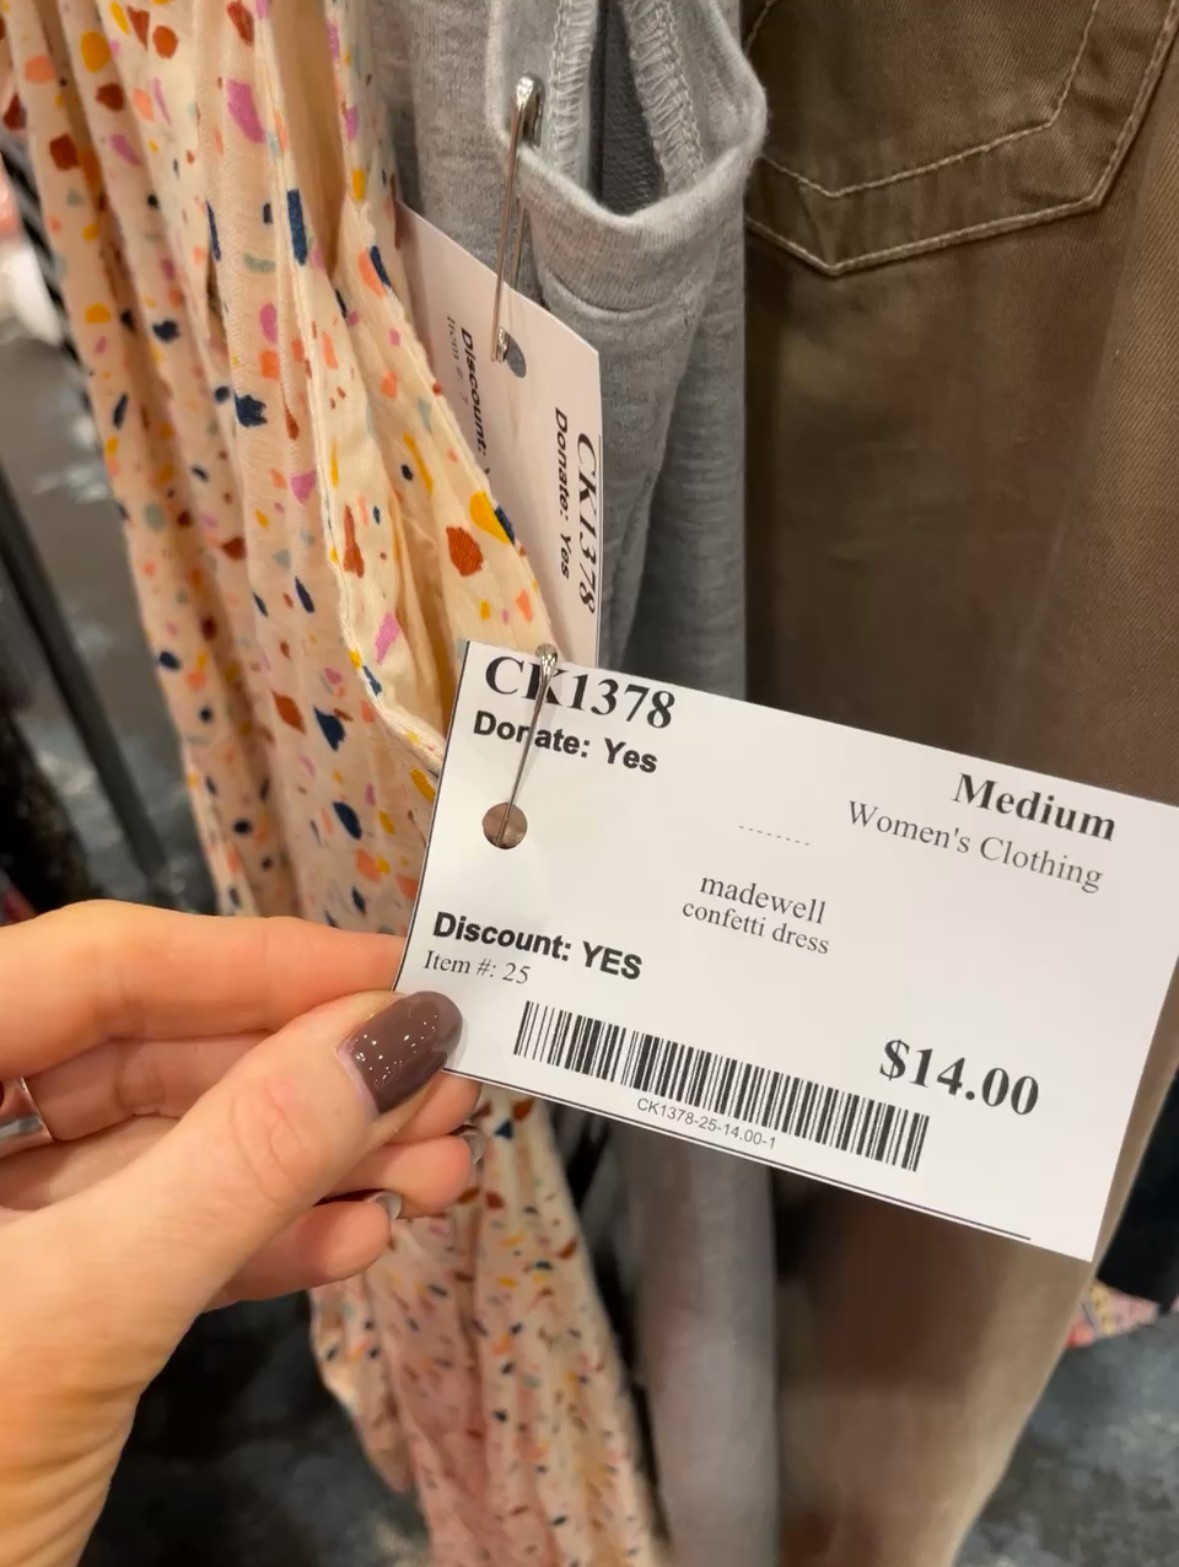 Discount:
Item #:
CK1378
Donate: Yes
CK1378
Donate: Yes
Medium
Women's Clothing
madewell
confetti dress
Discount: YES
Item #: 25
$14.00
CK1378-25-14.00-1